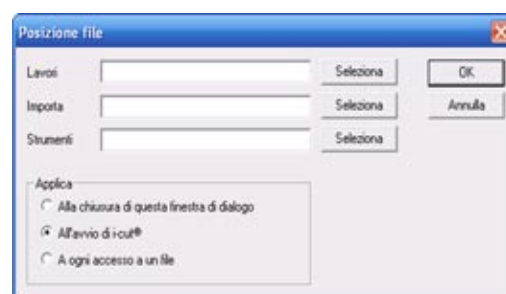 Posizione file
Lavori Seleziona OK
Importa Seleziona Annulla
Strumenti Seleziona
Applica
Alla chiusura di questa finestra di dialogo
All'avvio di i-cut®
A ogni accesso a un file